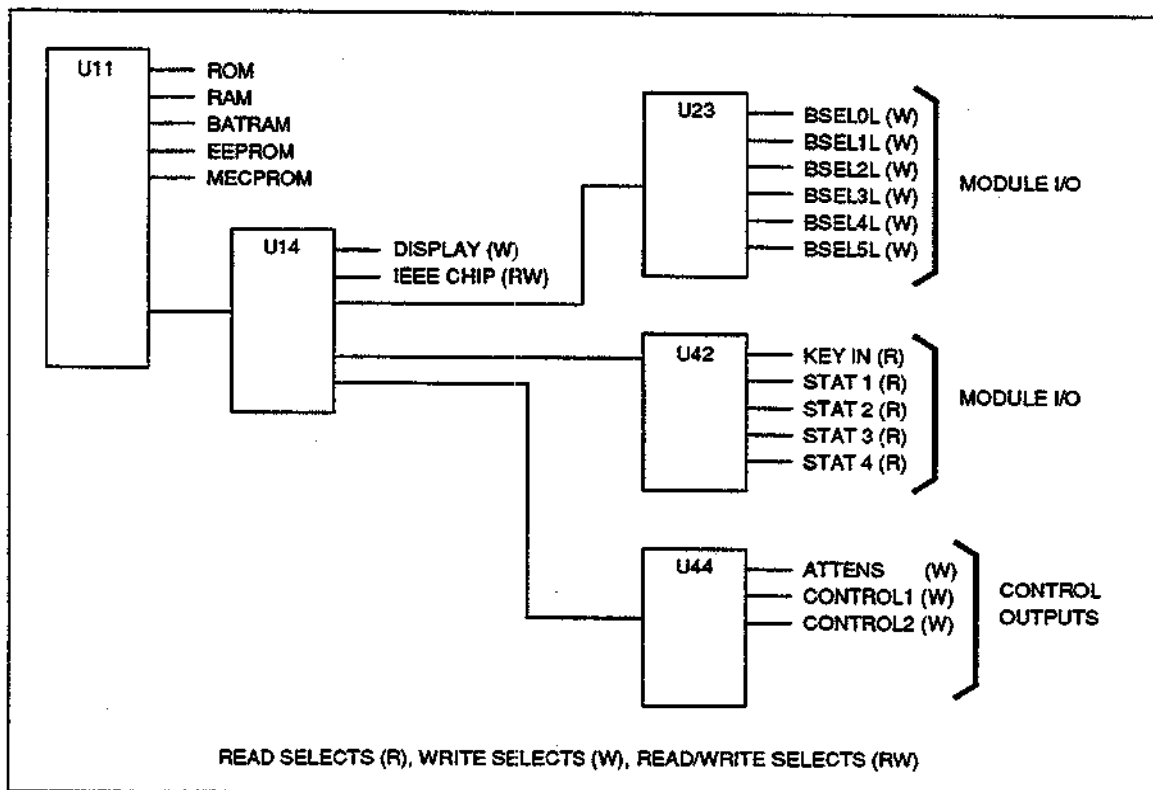 U11
ROM
RAM
BATRAM
EEPROM
MECPROM
U14
DISPLAY (W)
IEEE CHIP (RW)
U23
BSEL0L (W)
BSEL1L (W)
BSEL2L (W)
BSEL3L (W)
BSEL4L (W)
BSEL5L (W)
MODULE I/O
U42
KEY IN (R)
STAT 1 (R)
STAT 2 (R)
STAT 3 (R)
STAT 4 (R)
MODULE I/O
U44
ATTENS (W)
CONTROL1 (W)
CONTROL2 (W)
CONTROL
OUTPUTS
READ SELECTS (R), WRITE SELECTS (W), READ/WRITE SELECTS (RW)